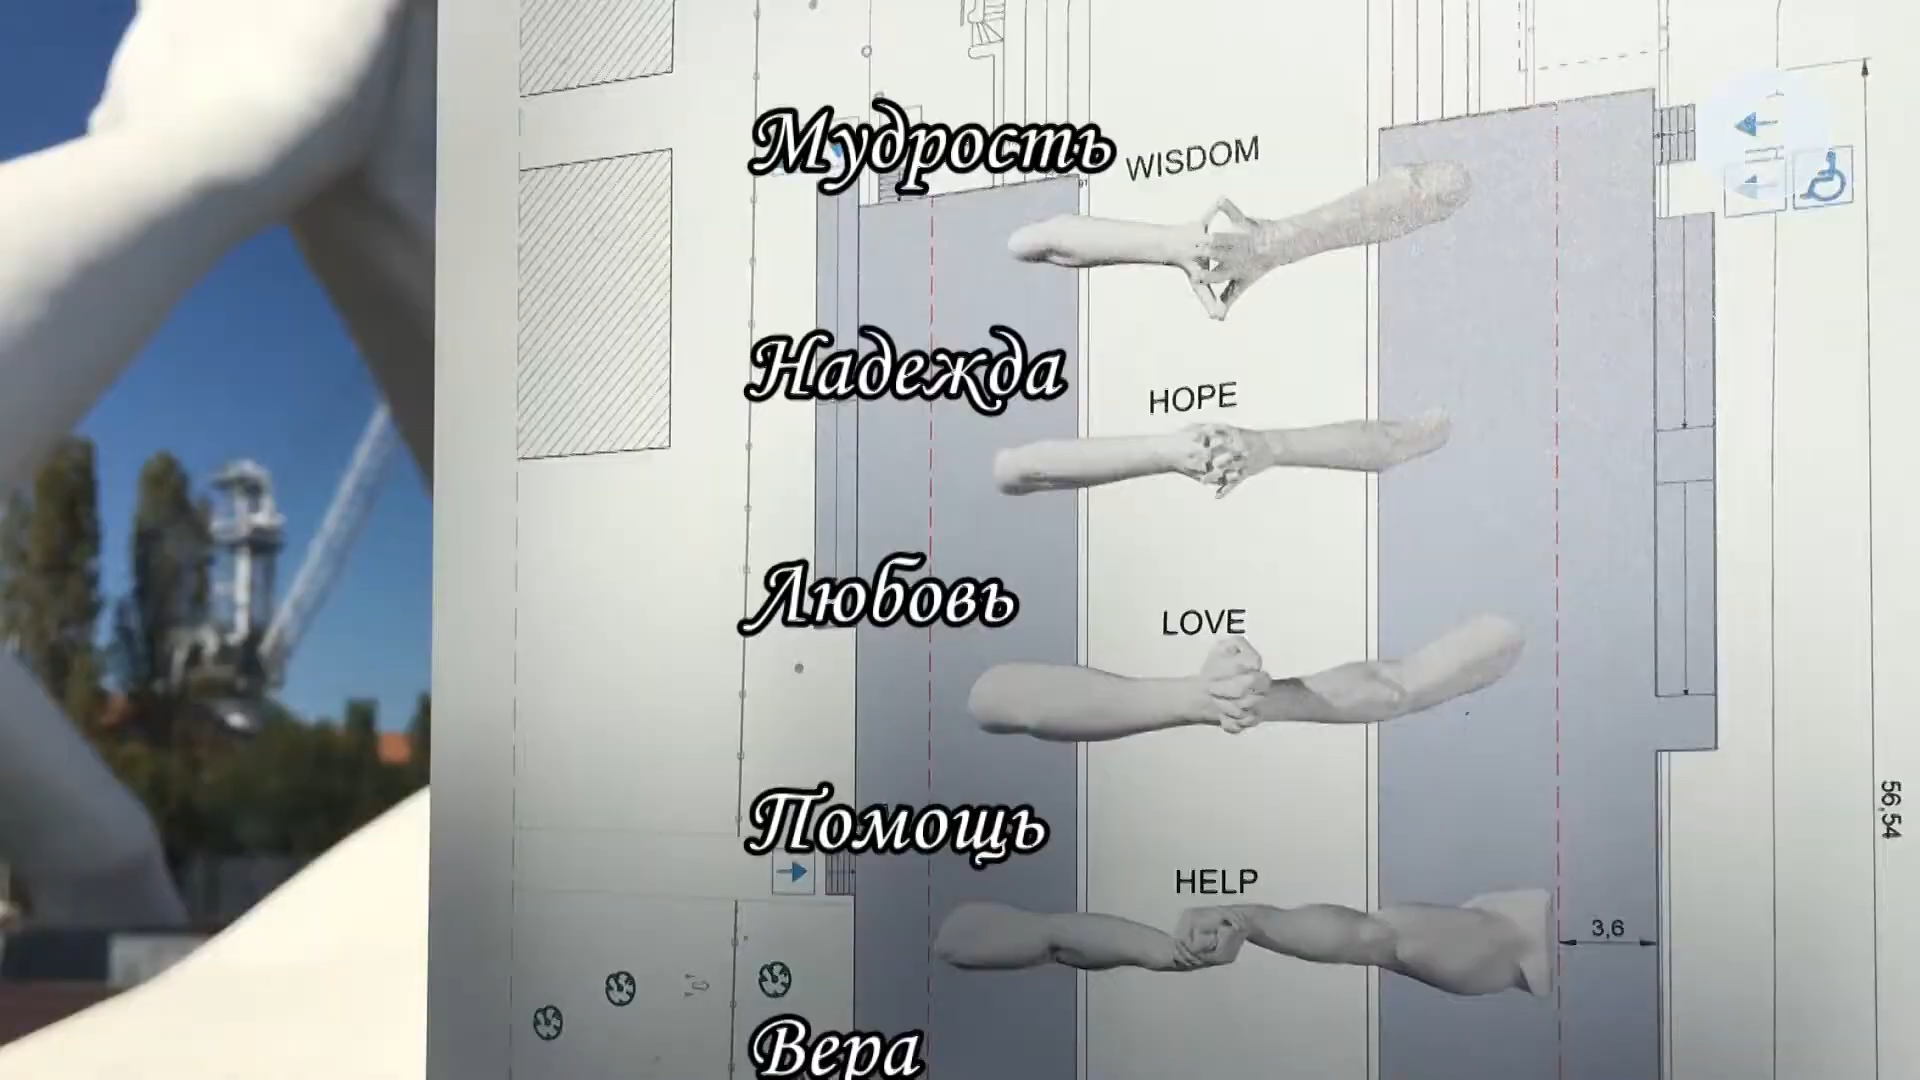 Мудрость
WISDOM
Надежда
HOPE
Любовь
LOVE
Помощь
HELP
3,6
56,54
Вера